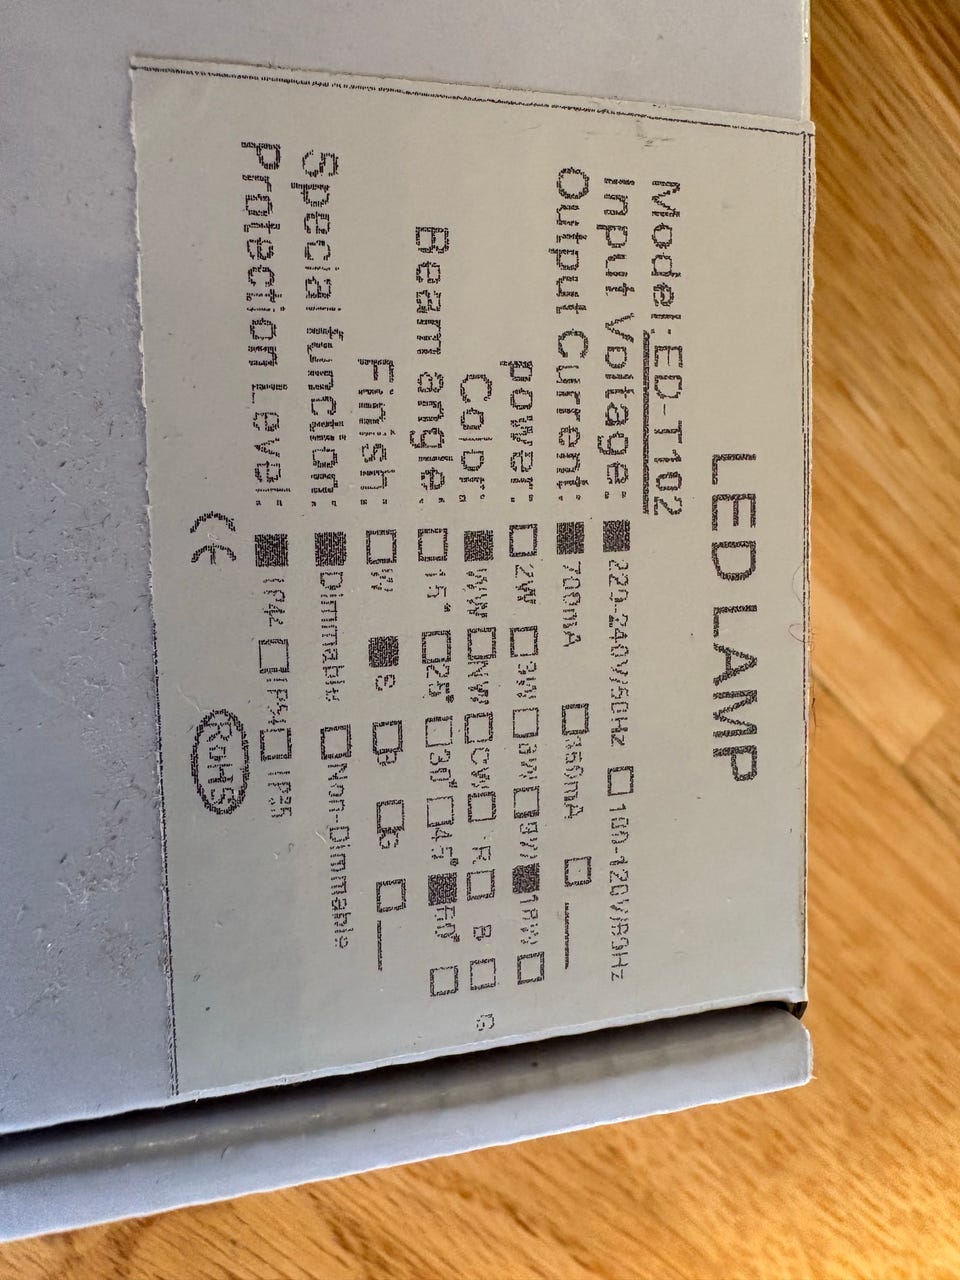 LED LAMP
Model:ED-T102
Input Voltage: ■ 220-240V/50Hz □ 100-120V/60Hz
Output Current: ■ 700mA □ 350mA □ ___
power: □ 2W □ 3W □ 6W □ 9W ■ 18W □
Color: ■ WW □ NW □ CW □ R □ B □ G
Beam angle: □ 15° □ 25° □ 30° □ 45° ■ 60° □
Finish: □ W ■ S □ B □ G □ ___
Special function: ■ Dimmable □ Non-Dimmable
Protection Level: ■ IP44 □ IP54 □ IP65
CE RoHS